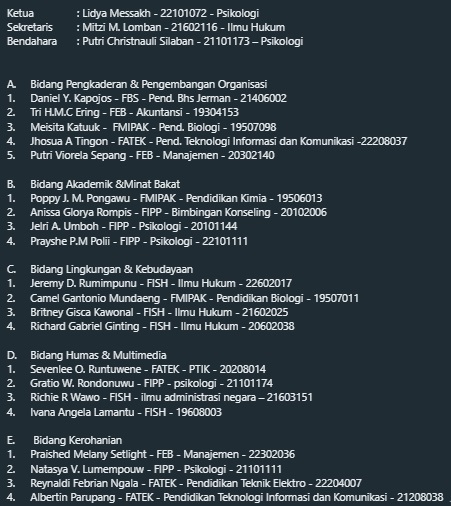 Ketua : Lidya Messakh - 22101072 - Psikologi
Sekretaris : Mitzi M. Lomban - 21602116 - Ilmu Hukum
Bendahara : Putri Christnauli Silaban - 21101173 – Psikologi
A. Bidang Pengkaderan & Pengembangan Organisasi
1. Daniel Y. Kapojos - FBS - Pend. Bhs Jerman - 21406002
2. Tri H.M.C Ering - FEB - Akuntansi - 19304153
3. Meisita Katuuk - FMIPAK - Pend. Biologi - 19507098
4. Jhosua A Tingon - FATEK - Pend. Teknologi Informasi dan Komunikasi -22208037
5. Putri Viorela Sepang - FEB - Manajemen - 20302140
B. Bidang Akademik &Minat Bakat
1. Poppy J. M. Pongawu - FMIPAK - Pendidikan Kimia - 19506013
2. Anissa Glorya Rompis - FIPP - Bimbingan Konseling - 20102006
3. Jelri A. Umboh - FIPP - Psikologi - 20101144
4. Prayshe P.M Polii - FIPP - Psikologi - 22101111
C. Bidang Lingkungan & Kebudayaan
1. Jeremy D. Rumimpunu - FISH - Ilmu Hukum - 22602017
2. Camel Gantonio Mundaeng - FMIPAK - Pendidikan Biologi - 19507011
3. Britney Gisca Kawonal - FISH - Ilmu Hukum - 21602025
4. Richard Gabriel Ginting - FISH - Ilmu Hukum - 20602038
D. Bidang Humas & Multimedia
1. Sevenlee O. Runtuwene - FATEK - PTIK - 20208014
2. Gratio W. Rondonuwu - FIPP - psikologi - 21101174
3. Richie R Wawo - FISH - ilmu administrasi negara – 21603151
4. Ivana Angela Lamantu - FISH - 19608003
E. Bidang Kerohanian
1. Praished Melany Setlight - FEB - Manajemen - 22302036
2. Natasya V. Lumempouw - FIPP - Psikologi - 21101111
3. Reynaldi Febrian Ngala - FATEK - Pendidikan Teknik Elektro - 22204007
4. Albertin Parupang - FATEK - Pendidikan Teknologi Informasi dan Komunikasi - 21208038